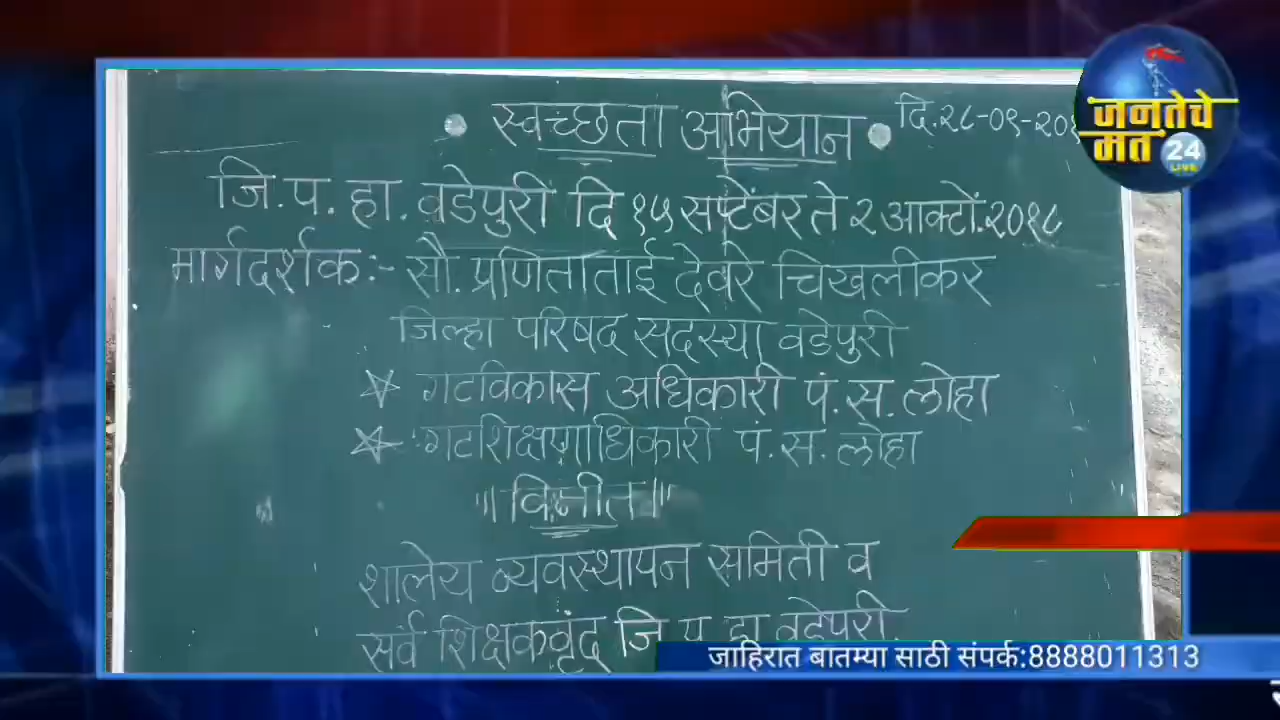 • स्वच्छता अभियान •
दि.२८-०९-२०१
जनतेचे
मत 24
LIVE
जि.प.हा.वडेपुरी दि १५ सप्टेंबर ते २ आक्टों.२०१८
मार्गदर्शक:- सौ.प्रणिताताई देवरे चिखलीकर
जिल्हा परिषद सदस्या वडेपुरी
☆ गटविकास अधिकारी पं.स.लोहा
☆ गटशिक्षणाधिकारी पं.स.लोहा
"॥ विनीत॥"
शालेय व्यवस्थापन समिती व
सर्व शिक्षकवृंद जि प हा वडेपुरी.
जाहिरात बातम्या साठी संपर्क:8888011313